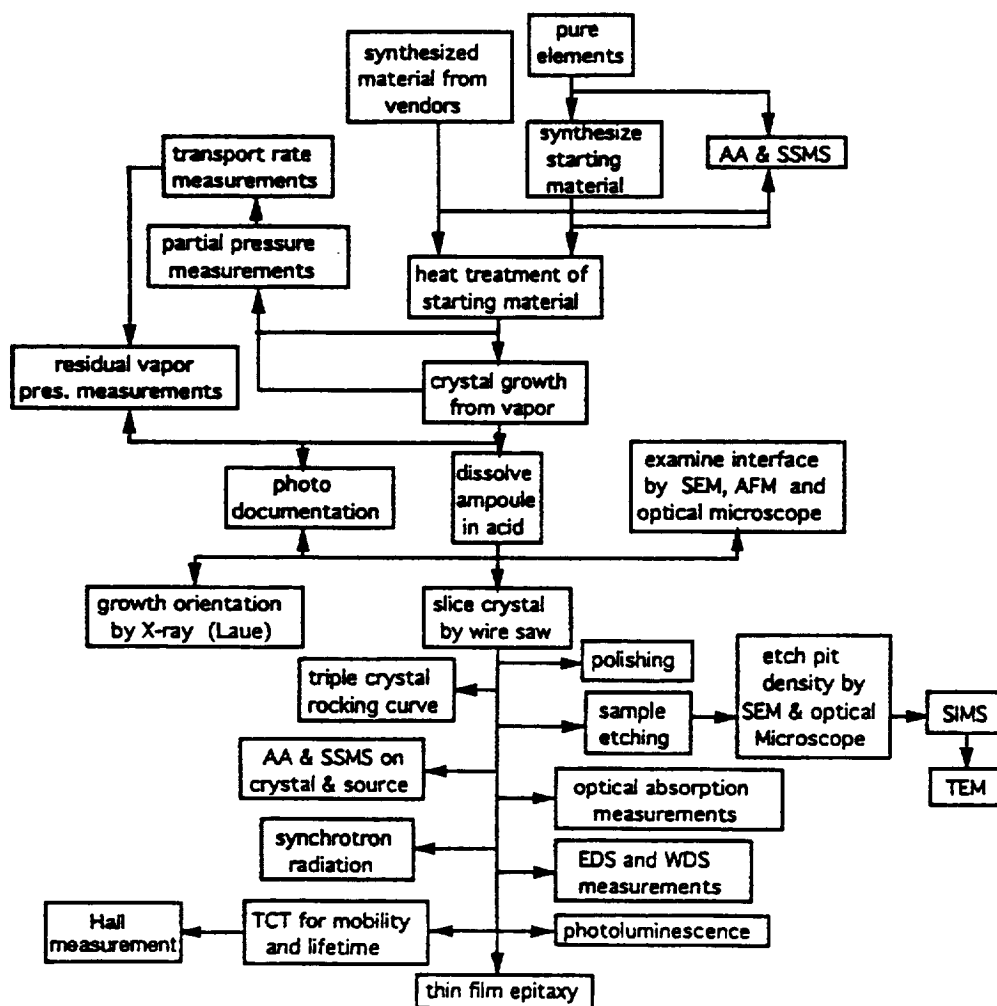 pure
elements
synthesized
material from
vendors
synthesize
starting
material
AA & SSMS
transport rate
measurements
partial pressure
measurements
heat treatment of
starting material
residual vapor
pres. measurements
crystal growth
from vapor
photo
documentation
dissolve
ampoule
in acid
examine interface
by SEM, AFM and
optical microscope
growth orientation
by X-ray (Laue)
slice crystal
by wire saw
polishing
triple crystal
rocking curve
sample
etching
etch pit
density by
SEM & optical
Microscope
SIMS
TEM
AA & SSMS on
crystal & source
optical absorption
measurements
synchrotron
radiation
EDS and WDS
measurements
Hall
measurement
TCT for mobility
and lifetime
photoluminescence
thin film epitaxy